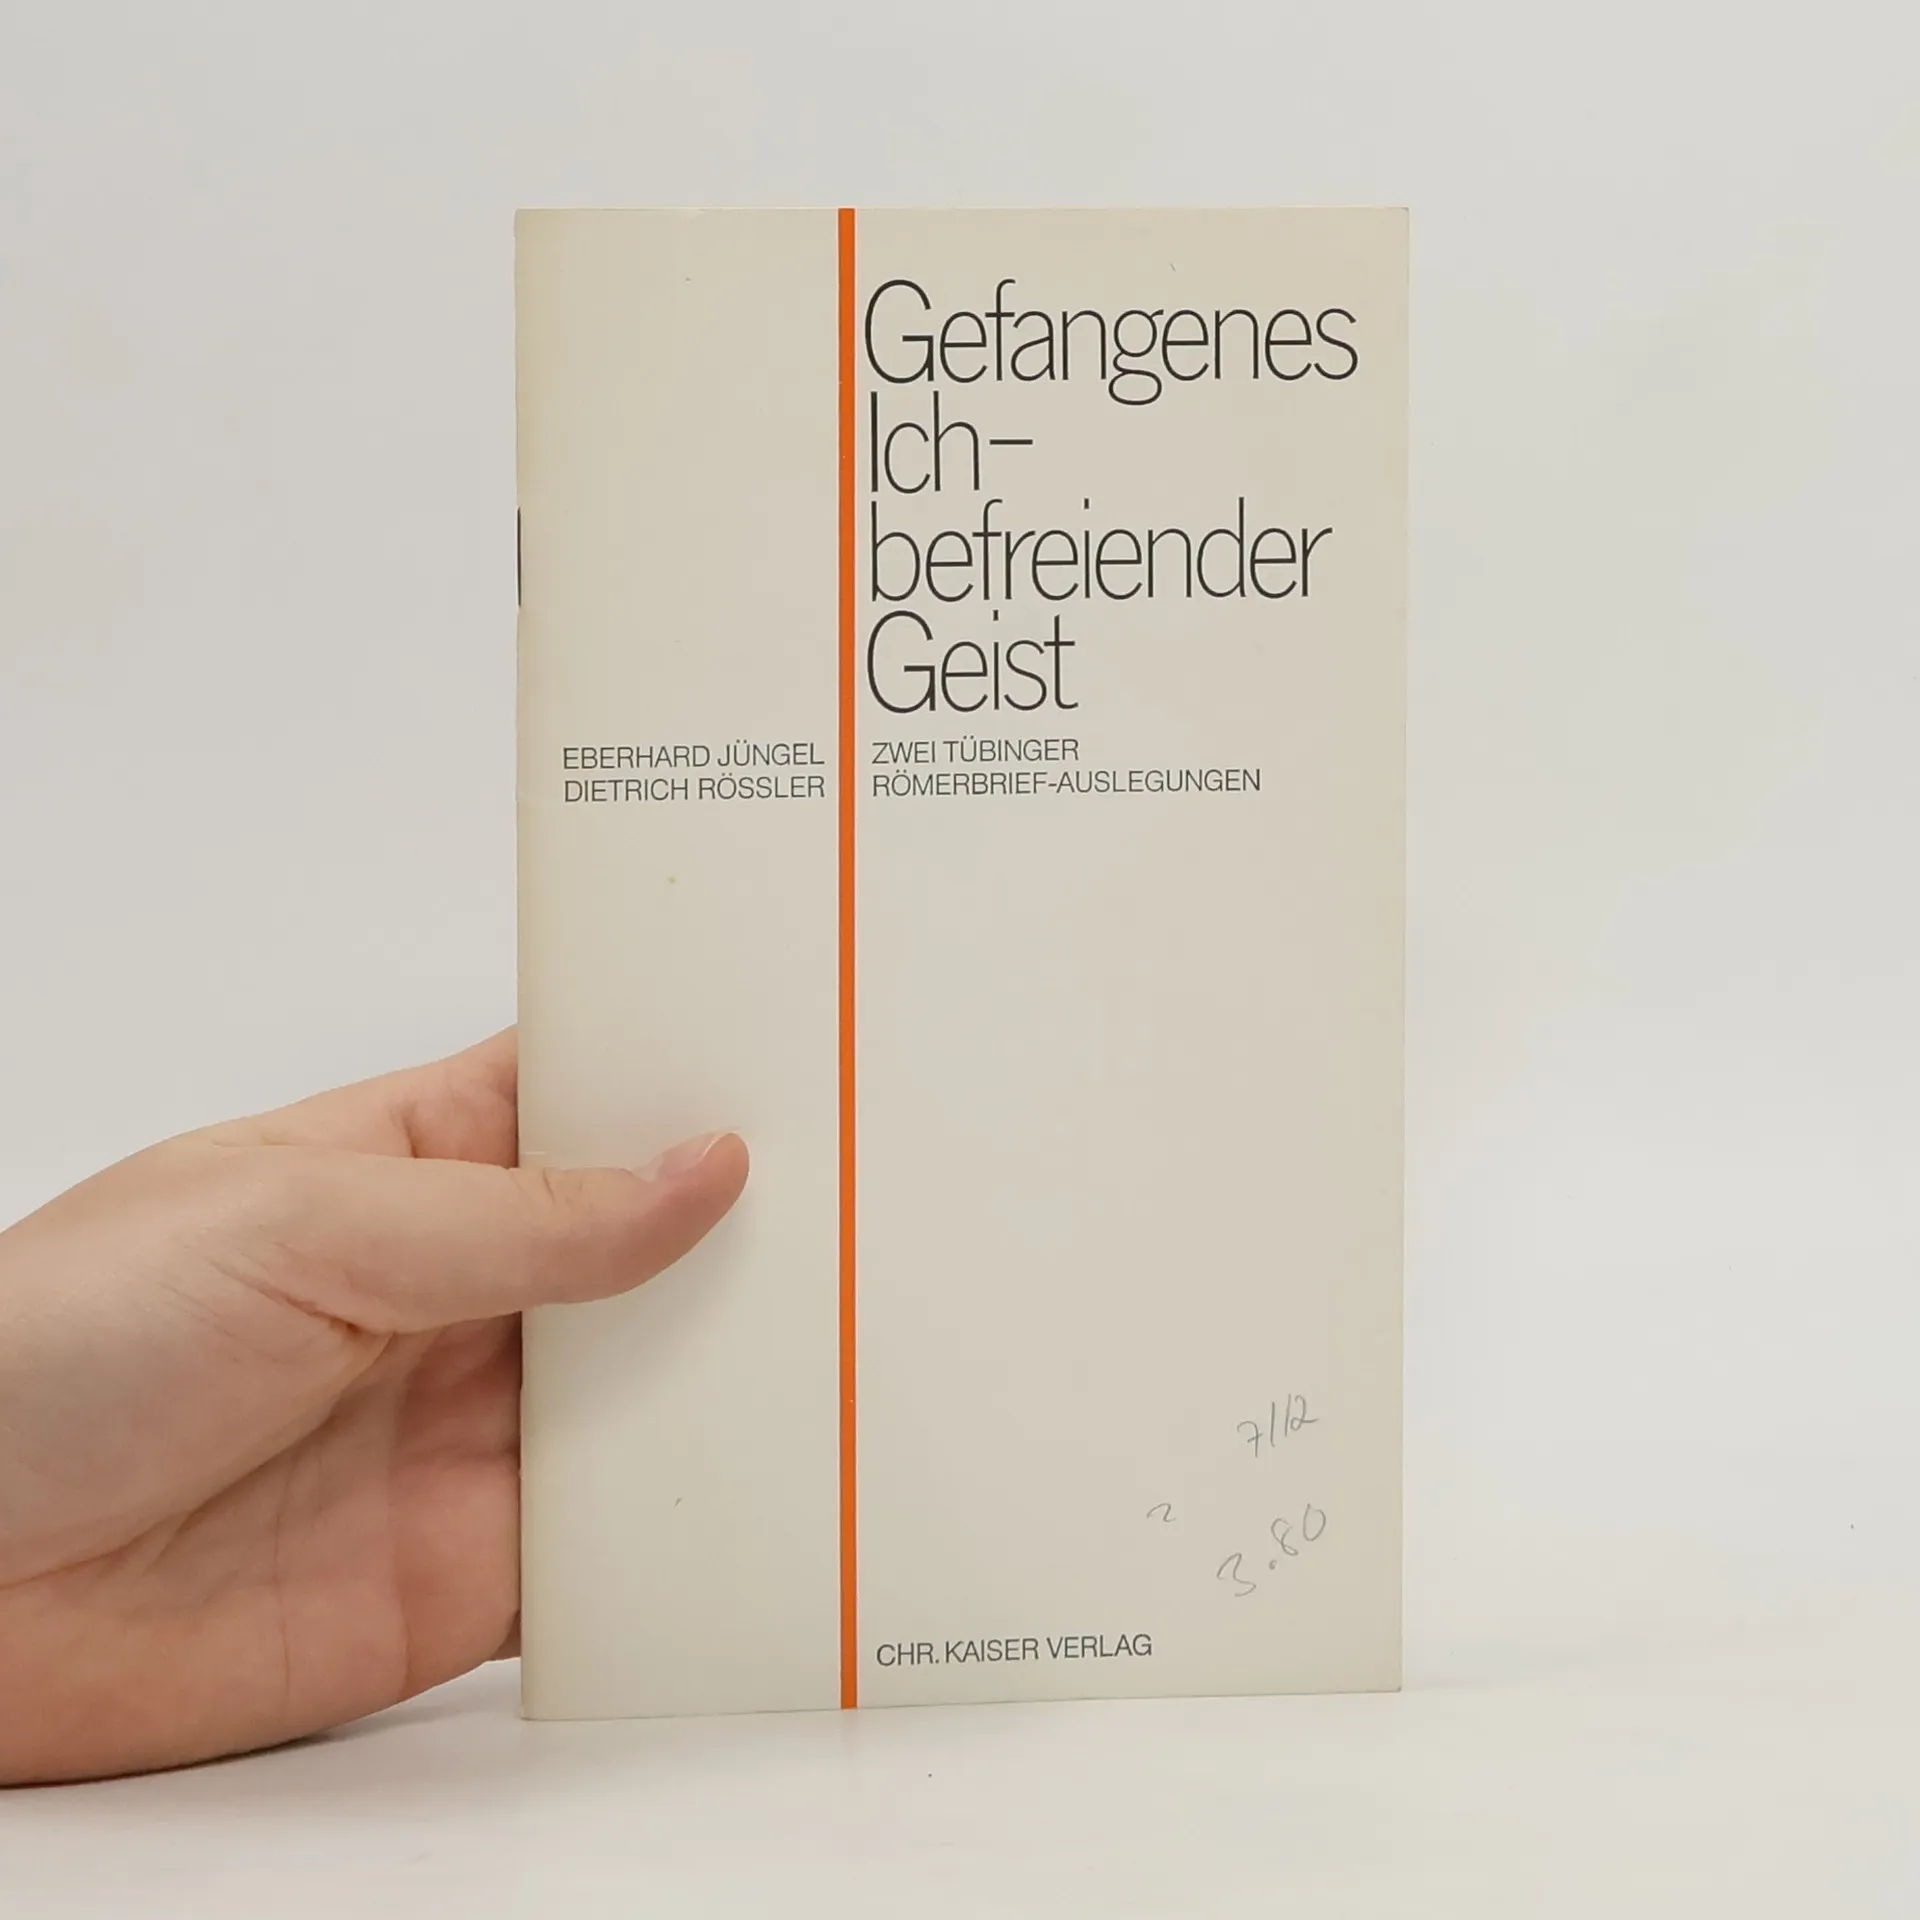 Gefangenes
Ich–
befreiender
Geist
EBERHARD JÜNGEL
DIETRICH RÖSSLER
ZWEI TÜBINGER
RÖMERBRIEF-AUSLEGUNGEN
7/12
3.80
CHR. KAISER VERLAG